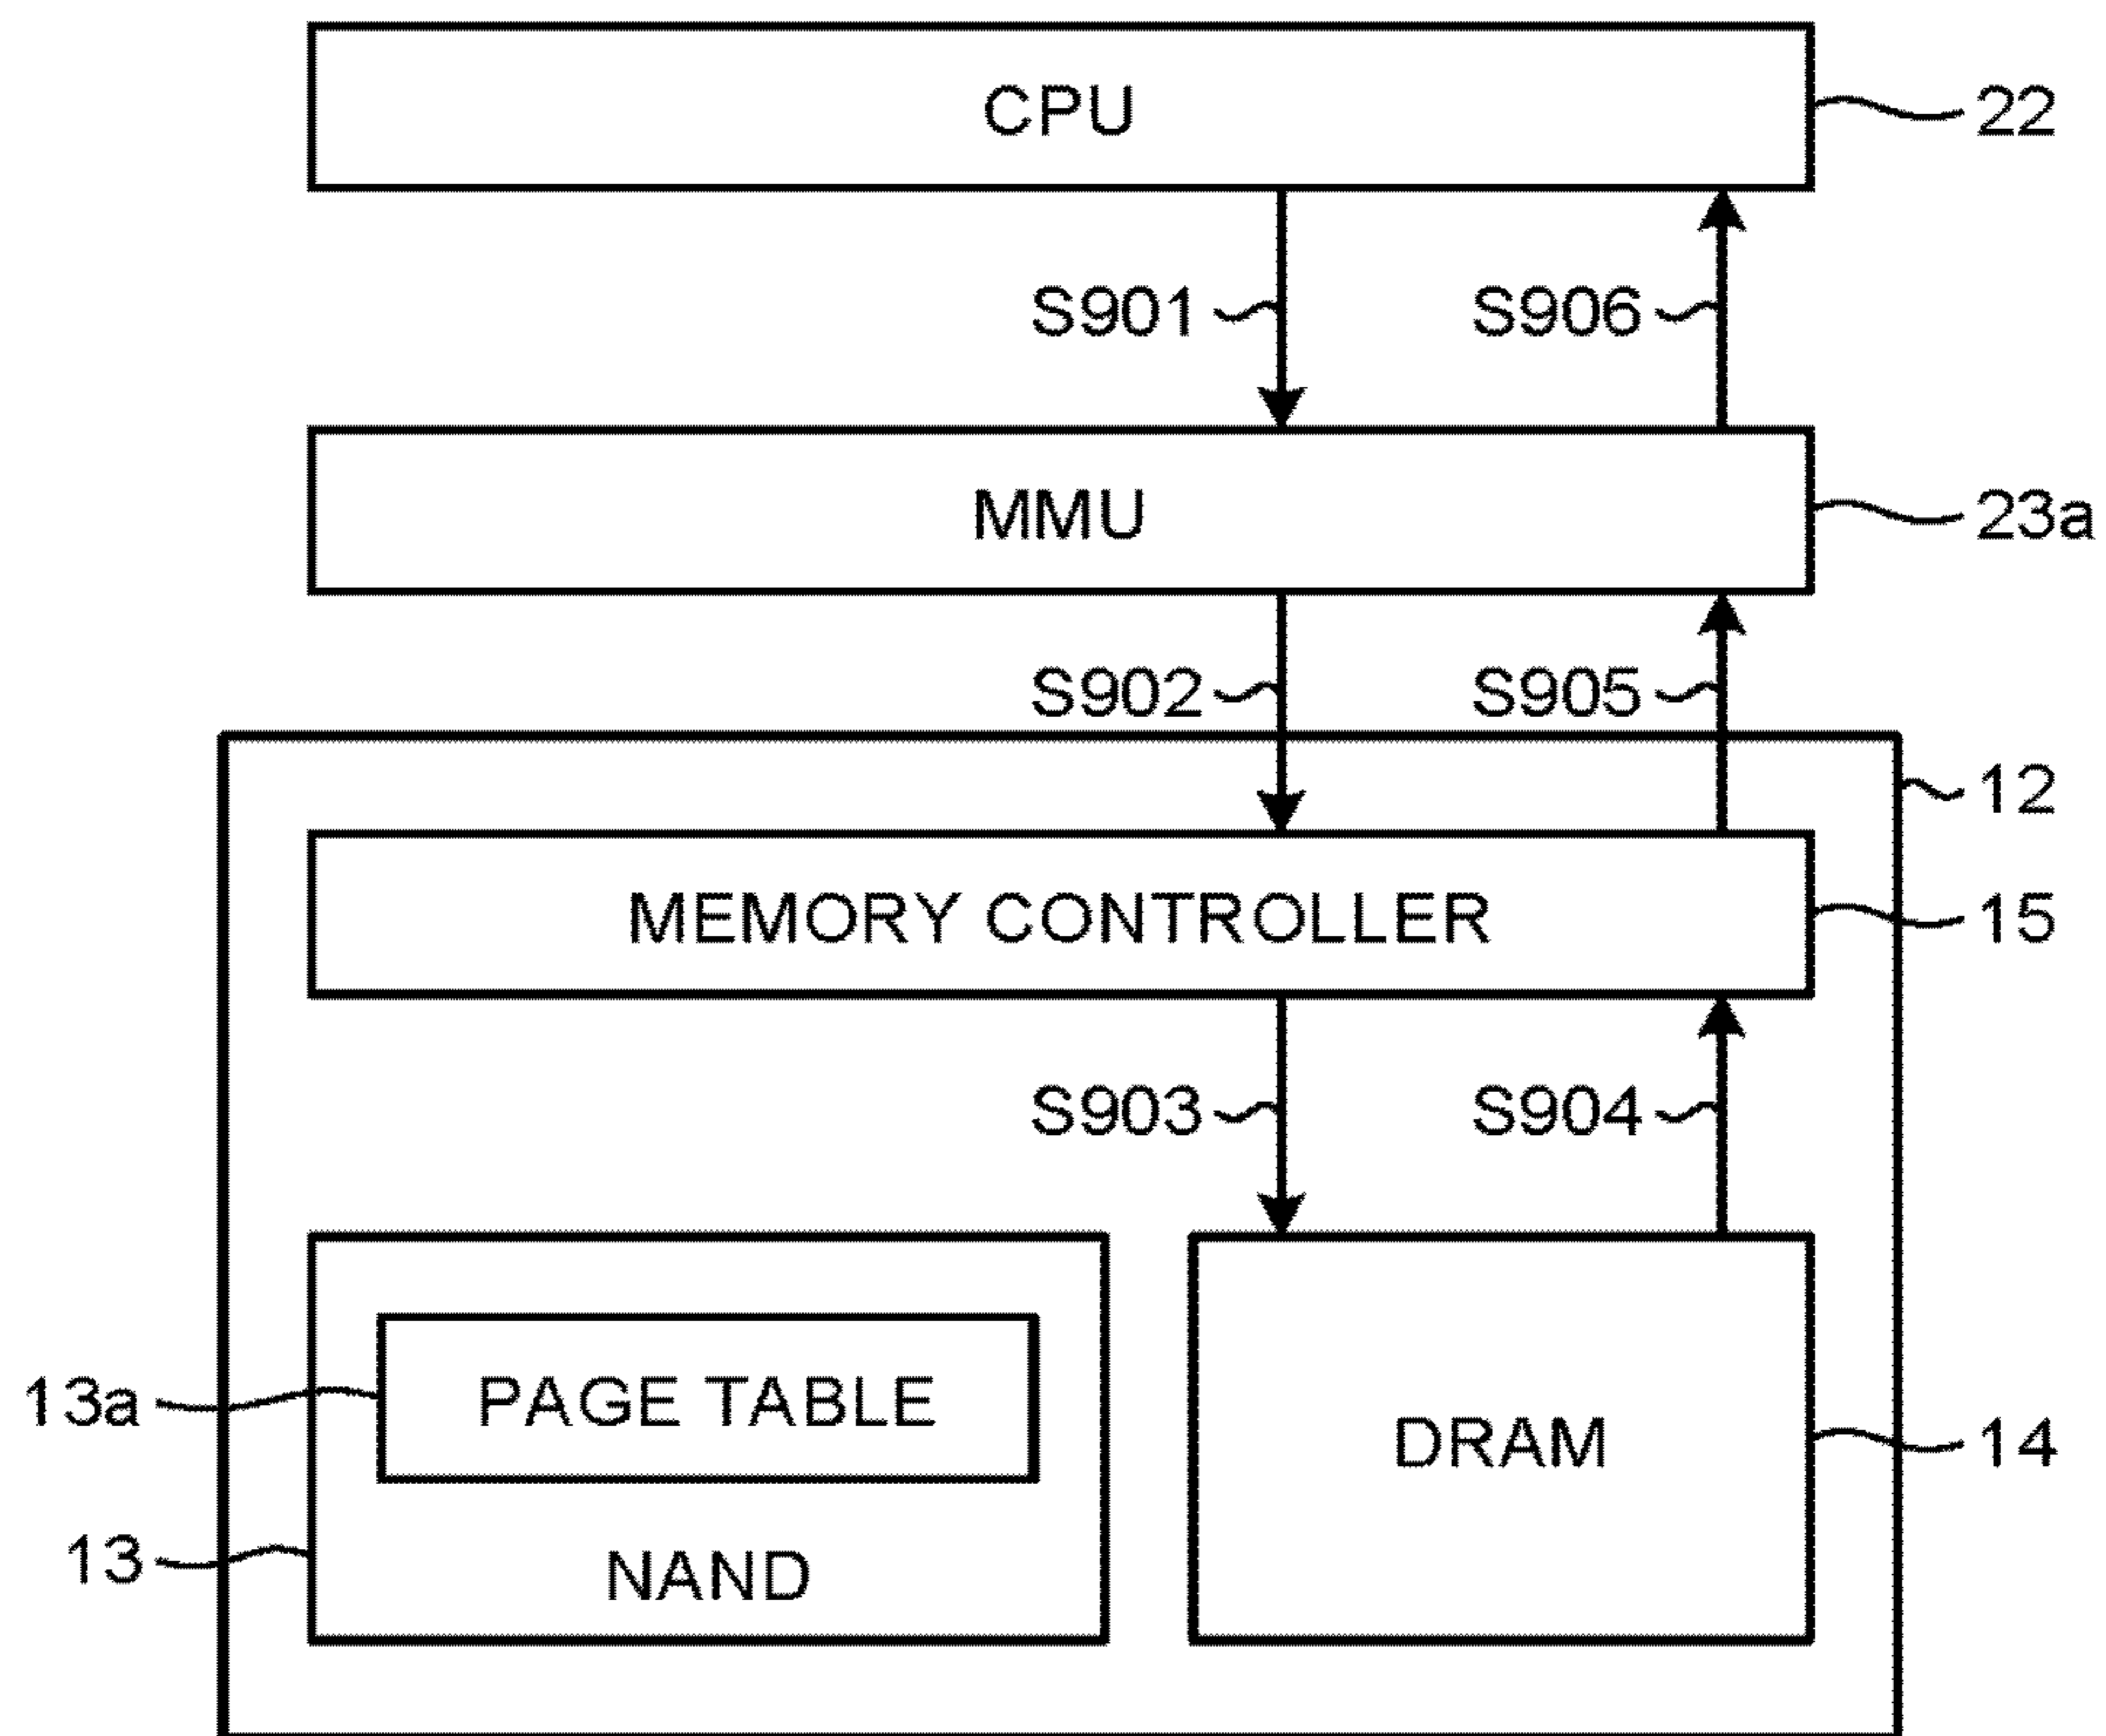 CPU
22
S901
S906
MMU
23a
S902
S905
12
MEMORY CONTROLLER
15
S903
S904
13a
PAGE TABLE
DRAM
14
13
NAND